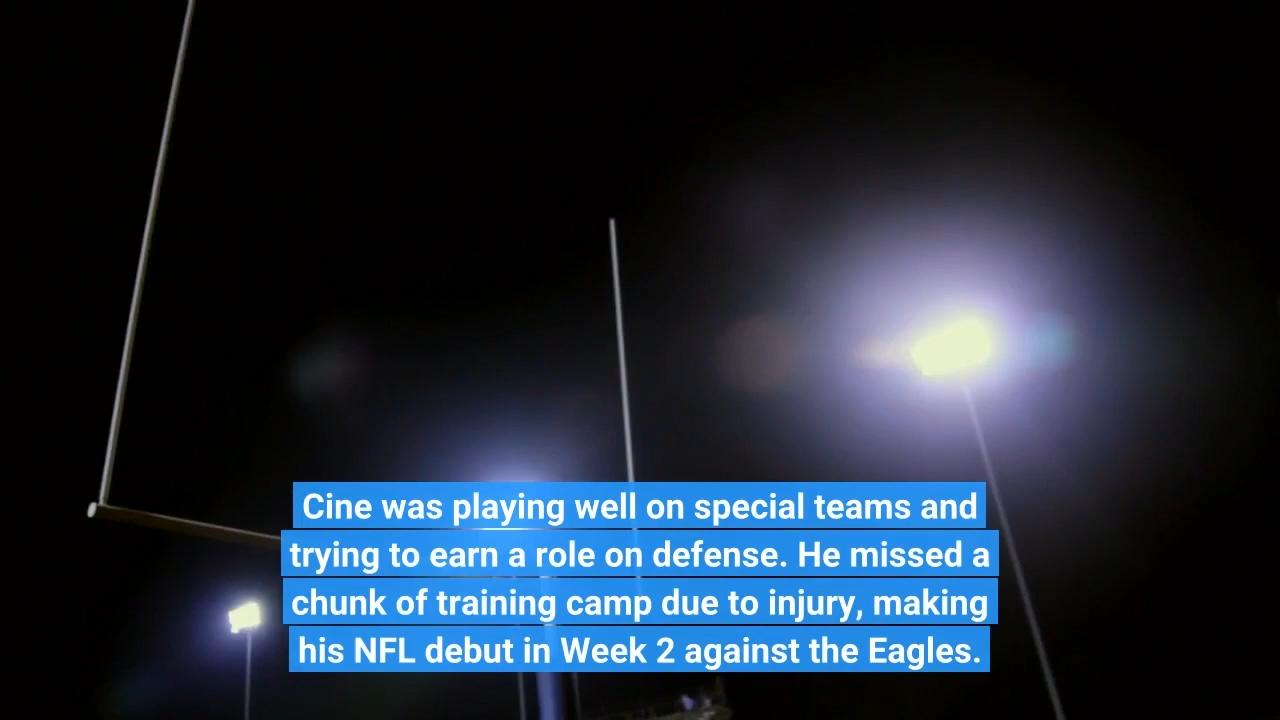 Cine was playing well on special teams and
trying to earn a role on defense. He missed a
chunk of training camp due to injury, making
his NFL debut in Week 2 against the Eagles.